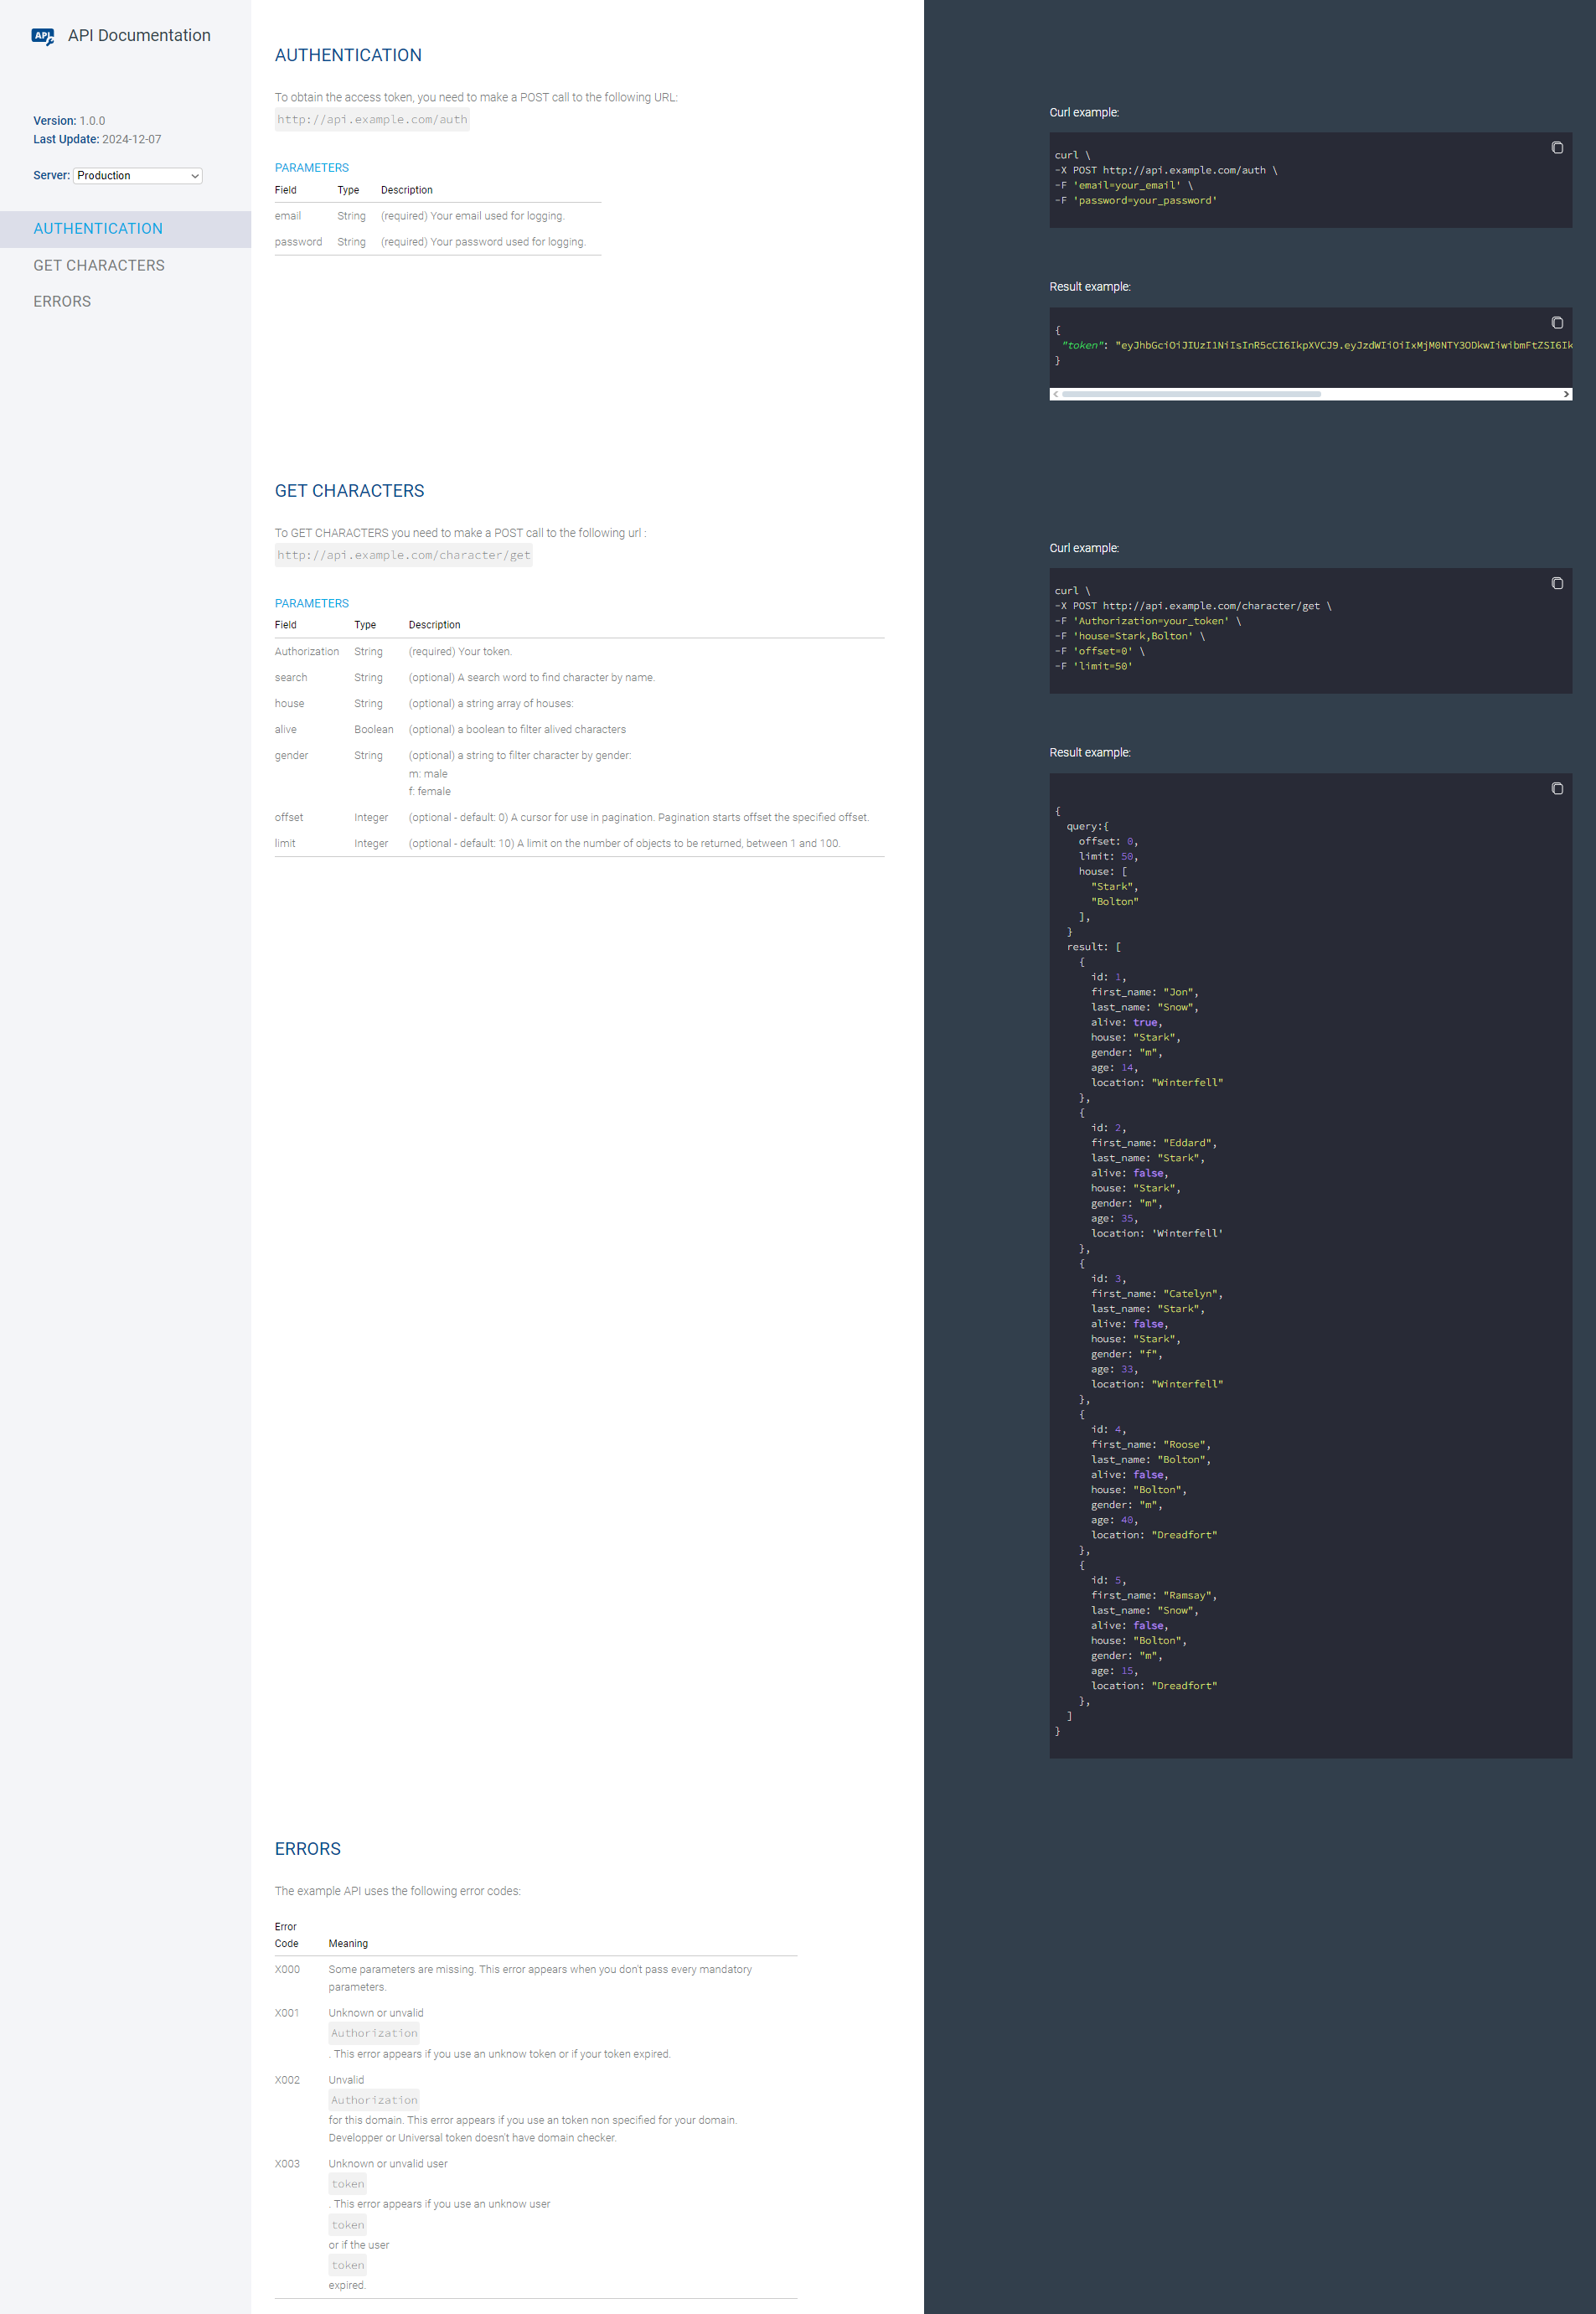 API Documentation
Version: 1.0.0
Last Update: 2024-12-07
Server: Production
AUTHENTICATION
GET CHARACTERS
ERRORS
AUTHENTICATION
To obtain the access token, you need to make a POST call to the following URL:
http://api.example.com/auth
PARAMETERS
Field Type Description
email String (required) Your email used for logging.
password String (required) Your password used for logging.
Curl example:
curl \
-X POST http://api.example.com/auth \
-F 'email=your_email' \
-F 'password=your_password'
Result example:
{
"token": "eyJhbGciOiJIUzI1NiIsInR5cCI6IkpXVCJ9.eyJzdWIiOiIxMjM0NTY3ODkwIiwibmFtZSI6Ik
}
GET CHARACTERS
To GET CHARACTERS you need to make a POST call to the following url :
http://api.example.com/character/get
PARAMETERS
Field Type Description
Authorization String (required) Your token.
search String (optional) A search word to find character by name.
house String (optional) a string array of houses:
alive Boolean (optional) a boolean to filter alived characters
gender String (optional) a string to filter character by gender:
m: male
f: female
offset Integer (optional - default: 0) A cursor for use in pagination. Pagination starts offset the specified offset.
limit Integer (optional - default: 10) A limit on the number of objects to be returned, between 1 and 100.
Curl example:
curl \
-X POST http://api.example.com/character/get \
-F 'Authorization=your_token' \
-F 'house=Stark,Bolton' \
-F 'offset=0' \
-F 'limit=50'
Result example:
{
query:{
offset: 0,
limit: 50,
house: [
"Stark",
"Bolton"
],
}
result: [
{
id: 1,
first_name: "Jon",
last_name: "Snow",
alive: true,
house: "Stark",
gender: "m",
age: 14,
location: "Winterfell"
},
{
id: 2,
first_name: "Eddard",
last_name: "Stark",
alive: false,
house: "Stark",
gender: "m",
age: 35,
location: 'Winterfell'
},
{
id: 3,
first_name: "Catelyn",
last_name: "Stark",
alive: false,
house: "Stark",
gender: "f",
age: 33,
location: "Winterfell"
},
{
id: 4,
first_name: "Roose",
last_name: "Bolton",
alive: false,
house: "Bolton",
gender: "m",
age: 40,
location: "Dreadfort"
},
{
id: 5,
first_name: "Ramsay",
last_name: "Snow",
alive: false,
house: "Bolton",
gender: "m",
age: 15,
location: "Dreadfort"
},
]
}
ERRORS
The example API uses the following error codes:
Error
Code Meaning
X000 Some parameters are missing. This error appears when you don't pass every mandatory
parameters.
X001 Unknown or unvalid
Authorization
. This error appears if you use an unknow token or if your token expired.
X002 Unvalid
Authorization
for this domain. This error appears if you use an token non specified for your domain.
Developper or Universal token doesn't have domain checker.
X003 Unknown or unvalid user
token
. This error appears if you use an unknow user
token
or if the user
token
expired.